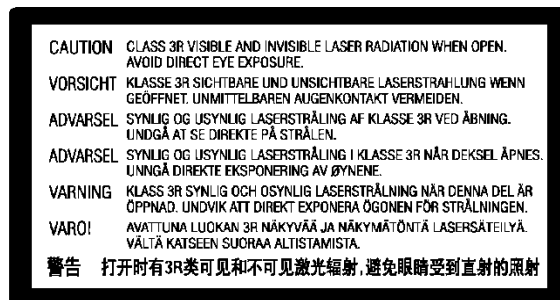 CAUTION CLASS 3R VISIBLE AND INVISIBLE LASER RADIATION WHEN OPEN.
AVOID DIRECT EYE EXPOSURE.
VORSICHT KLASSE 3R SICHTBARE UND UNSICHTBARE LASERSTRAHLUNG WENN
GEÖFFNET. UNMITTELBAREN AUGENKONTAKT VERMEIDEN.
ADVARSEL SYNLIG OG USYNLIG LASERSTRÅLING AF KLASSE 3R VED ÅBNING.
UNDGÅ AT SE DIREKTE PÅ STRÅLEN.
ADVARSEL SYNLIG OG USYNLIG LASERSTRÅLING I KLASSE 3R NÅR DEKSEL ÅPNES.
UNNGÅ DIREKTE EKSPONERING AV ØYNENE.
VARNING KLASS 3R SYNLIG OCH OSYNLIG LASERSTRÅLNING NÄR DENNA DEL ÄR
ÖPPNAD. UNDVIK ATT DIREKT EXPONERA ÖGONEN FÖR STRÅLNINGEN.
VARO! AVATTUNA LUOKAN 3R NÄKYVÄÄ JA NÄKYMÄTÖNTÄ LASERSÄTEILYÄ.
VÄLTÄ KATSEEN SUORAA ALTISTAMISTA.
警告 打开时有3R类可见和不可见激光辐射,避免眼睛受到直射的照射